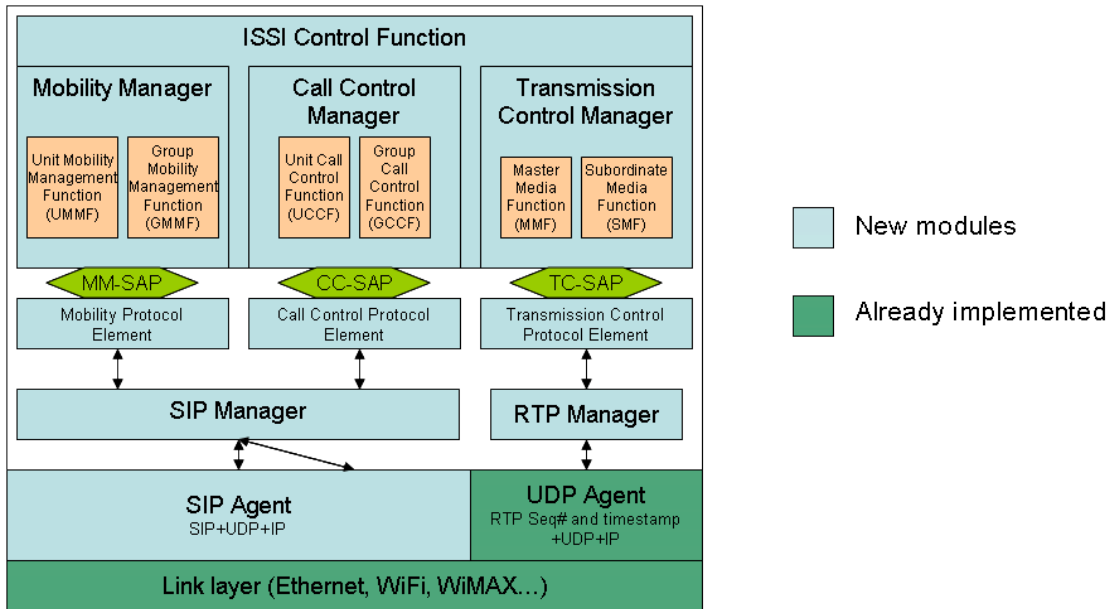 ISSI Control Function
Mobility Manager
Call Control
Manager
Transmission
Control Manager
Unit Mobility
Management
Function
(UMMF)
Group
Mobility
Management
Function
(GMMF)
Unit Call
Control
Function
(UCCF)
Group
Call
Control
Function
(GCCF)
Master
Media
Function
(MMF)
Subordinate
Media
Function
(SMF)
MM-SAP
CC-SAP
TC-SAP
Mobility Protocol
Element
Call Control Protocol
Element
Transmission Control
Protocol Element
SIP Manager
RTP Manager
SIP Agent
SIP+UDP+IP
UDP Agent
RTP Seq# and timestamp
+UDP+IP
Link layer (Ethernet, WiFi, WiMAX...)
New modules
Already implemented